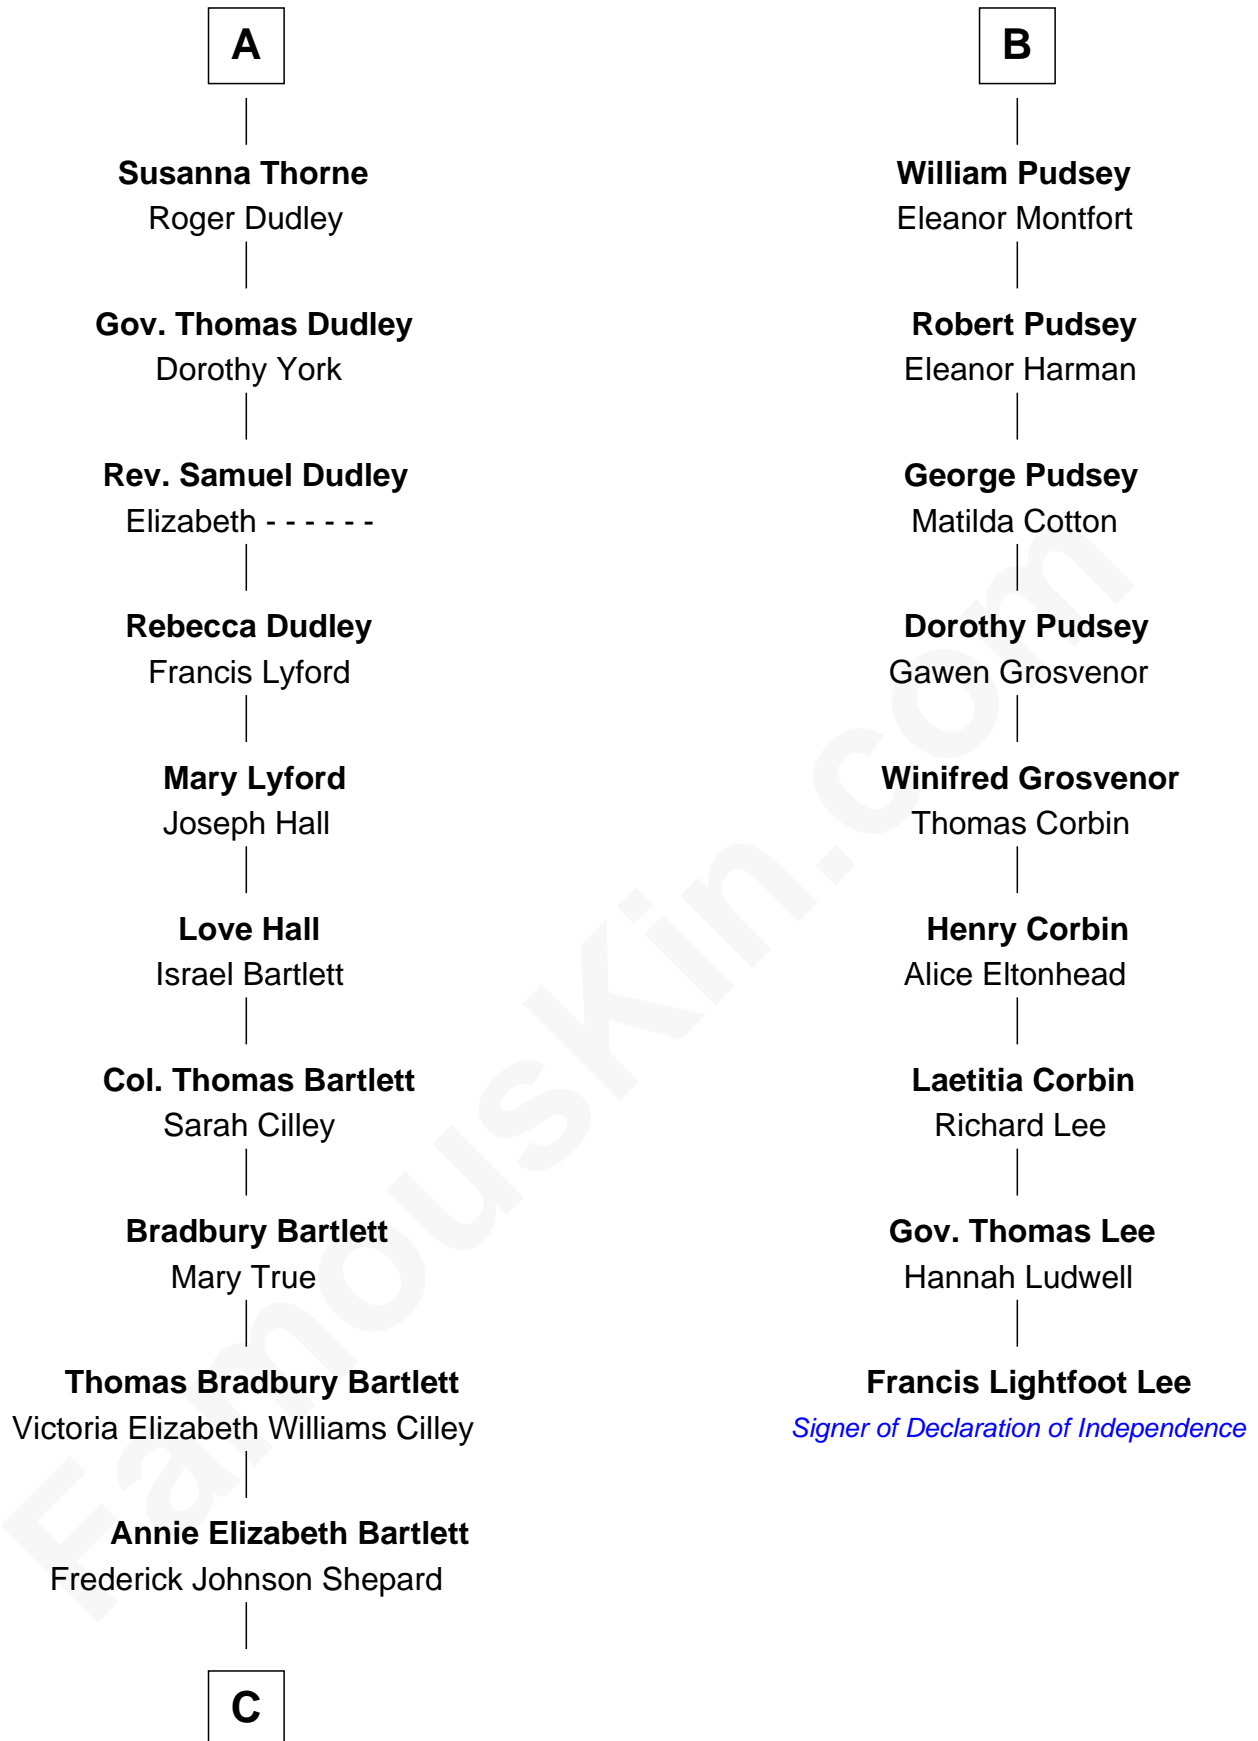 A
Susanna Thorne
Roger Dudley
Gov. Thomas Dudley
Dorothy York
Rev. Samuel Dudley
Elizabeth - - - - - -
Rebecca Dudley
Francis Lyford
Mary Lyford
Joseph Hall
Love Hall
Israel Bartlett
Col. Thomas Bartlett
Sarah Cilley
Bradbury Bartlett
Mary True
Thomas Bradbury Bartlett
Victoria Elizabeth Williams Cilley
Annie Elizabeth Bartlett
Frederick Johnson Shepard
C
B
William Pudsey
Eleanor Montfort
Robert Pudsey
Eleanor Harman
George Pudsey
Matilda Cotton
Dorothy Pudsey
Gawen Grosvenor
Winifred Grosvenor
Thomas Corbin
Henry Corbin
Alice Eltonhead
Laetitia Corbin
Richard Lee
Gov. Thomas Lee
Hannah Ludwell
Francis Lightfoot Lee
Signer of Declaration of Independence
FamousKin.com